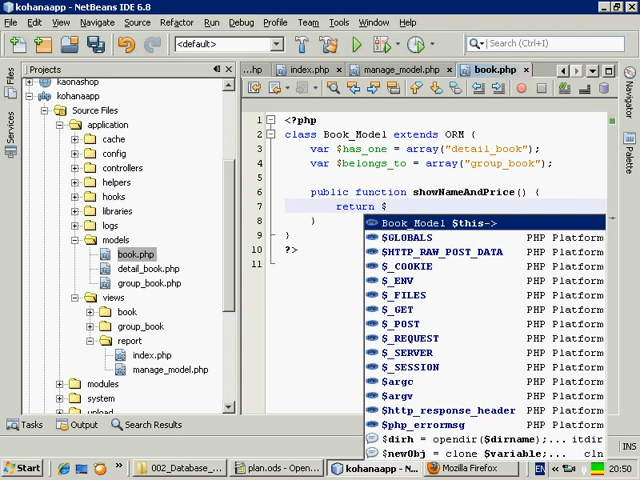 kohanaapp - NetBeans IDE 6.8
File Edit View Navigate Source Refactor Run Debug Profile Team Tools Window Help
<default>
Search (Ctrl+I)
Projects
...hp index.php manage_model.php book.php
Files
Services
Navigator
Palette
kaonashop
kohanaapp
Source Files
application
cache
config
controllers
helpers
hooks
libraries
logs
models
book.php
detail_book.php
group_book.php
views
book
group_book
report
index.php
manage_model.php
modules
system
upload
1 <?php
2 class Book_Model extends ORM {
3 var $has_one = array("detail_book");
4 var $belongs_to = array("group_book");
5
6 public function showNameAndPrice() {
7 return $
8 }
9 }
10 ?>
11
Book_Model $this->
$GLOBALS PHP Platform
$HTTP_RAW_POST_DATA PHP Platform
$_COOKIE PHP Platform
$_ENV PHP Platform
$_FILES PHP Platform
$_GET PHP Platform
$_POST PHP Platform
$_REQUEST PHP Platform
$_SERVER PHP Platform
$_SESSION PHP Platform
$argc PHP Platform
$argv PHP Platform
$http_response_header PHP Platform
$php_errormsg PHP Platform
$dirh = opendir($dirname);... itdir
$newObj = clone $variable;... cln
Tasks Output Search Results
INS
Start 002_Database_... plan.ods - Open... kohanaapp - N... Mozilla Firefox EN 20:50